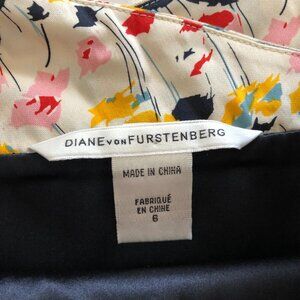 DIANE von FURSTENBERG
MADE IN CHINA
FABRIQUÉ
EN CHINE
6